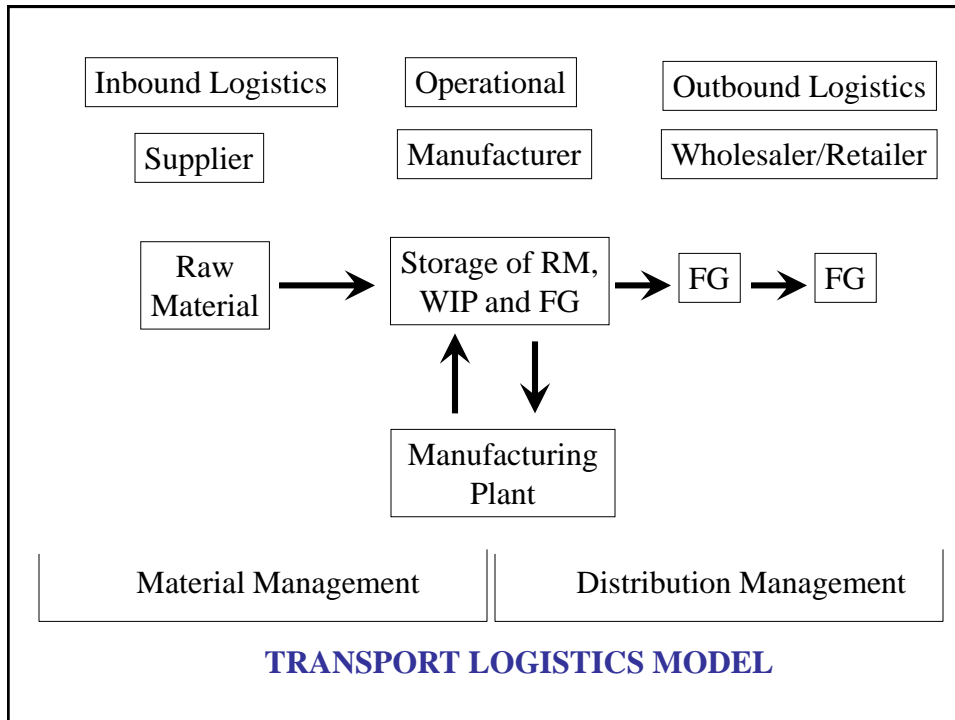 Inbound Logistics
Operational
Outbound Logistics
Supplier
Manufacturer
Wholesaler/Retailer
Raw
Material
Storage of RM,
WIP and FG
FG
FG
Manufacturing
Plant
Material Management
Distribution Management
TRANSPORT LOGISTICS MODEL